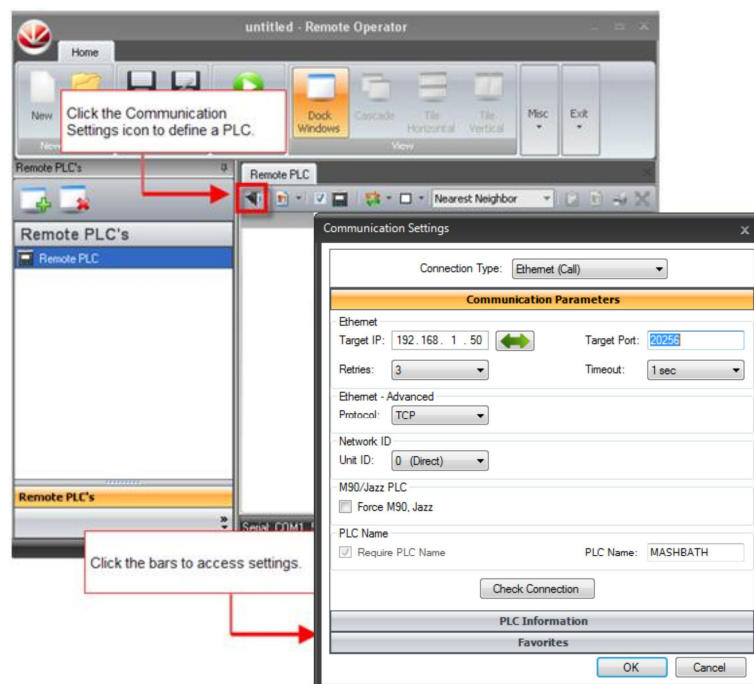 untitled - Remote Operator
Home
New
Dock Windows
Cascade
Tile Horizontal
Tile Vertical
Misc
Exit
New
View
Click the Communication
Settings icon to define a PLC.
Remote PLC's
Remote PLC
Nearest Neighbor
Remote PLC's
Remote PLC
Communication Settings
Connection Type: Ethernet (Call)
Communication Parameters
Ethernet
Target IP: 192.168. 1 . 50 Target Port: 20256
Retries: 3 Timeout: 1 sec
Ethernet - Advanced
Protocol: TCP
Network ID
Unit ID: 0 (Direct)
M90/Jazz PLC
Force M90, Jazz
Remote PLC's
PLC Name
Require PLC Name PLC Name: MASHBATH
Serial: COM1,
Click the bars to access settings.
Check Connection
PLC Information
Favorites
OK Cancel